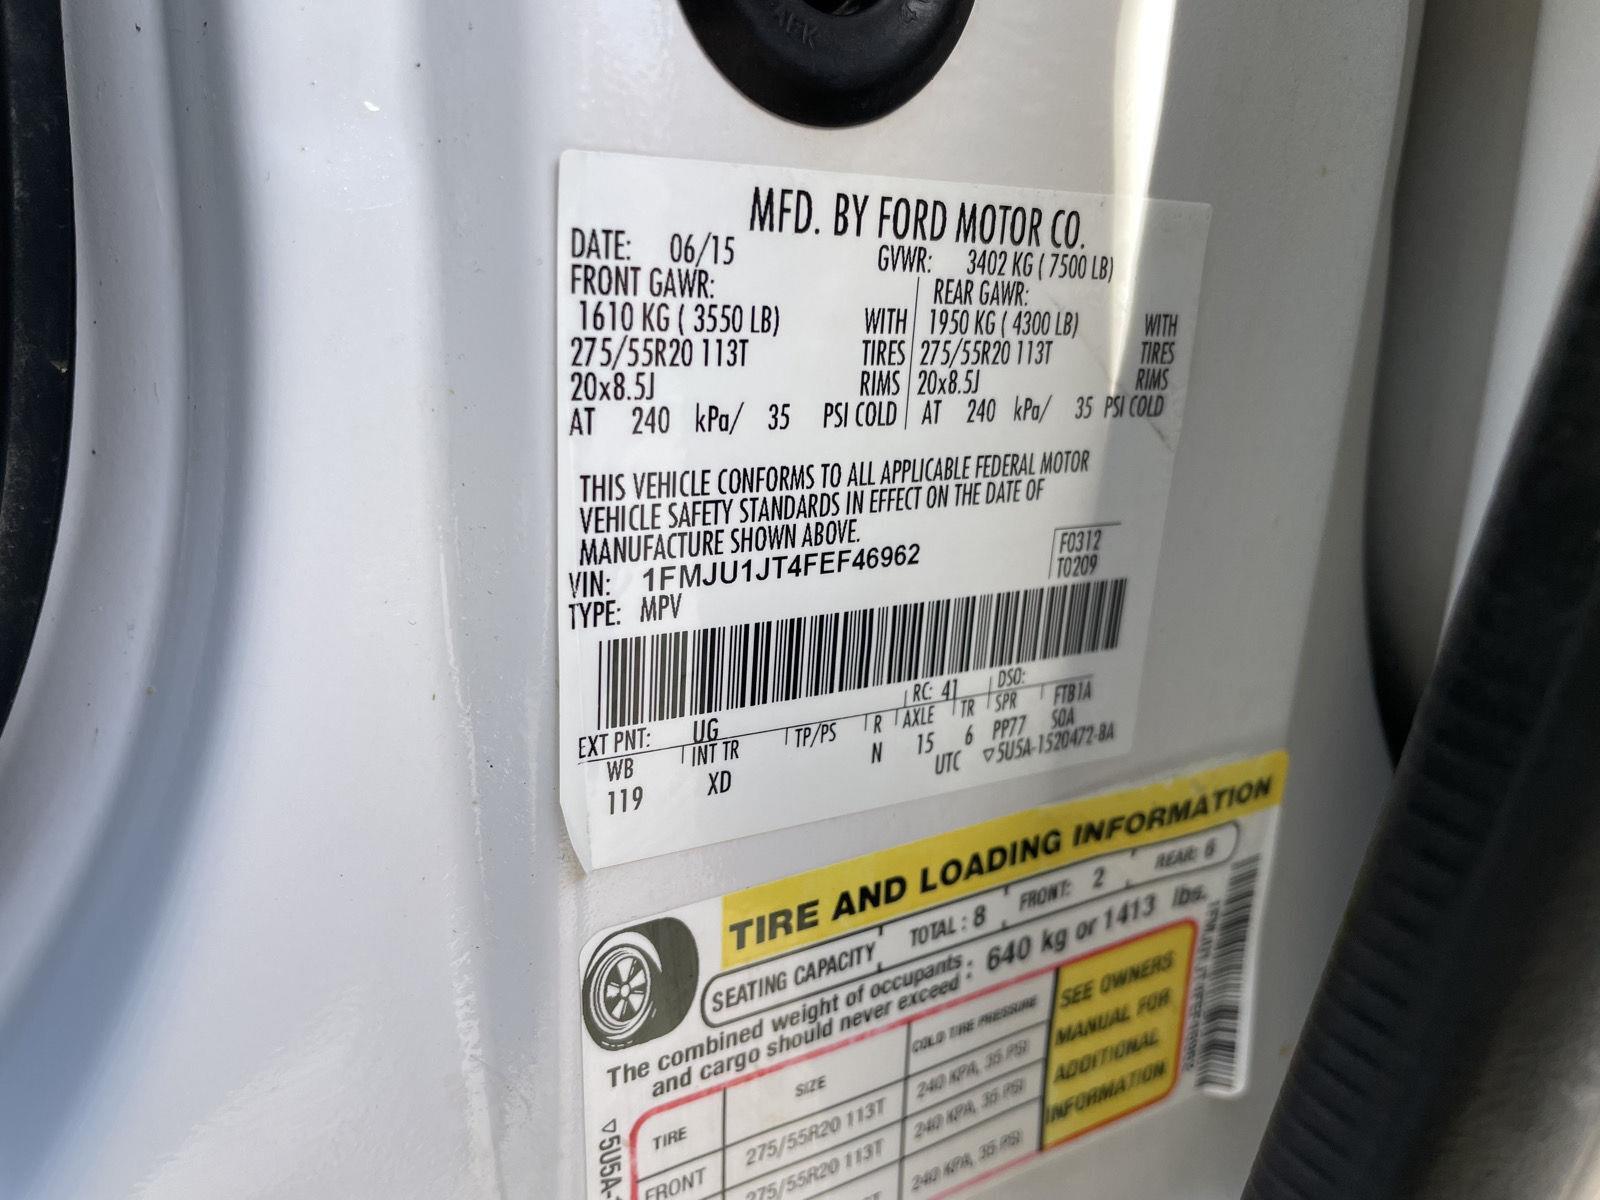 MFD. BY FORD MOTOR CO.
DATE: 06/15 GVWR: 3402 KG ( 7500 LB)
FRONT GAWR: REAR GAWR:
1610 KG ( 3550 LB) WITH 1950 KG ( 4300 LB) WITH
275/55R20 113T TIRES 275/55R20 113T TIRES
20x8.5J RIMS 20x8.5J RIMS
AT 240 kPa/ 35 PSI COLD AT 240 kPa/ 35 PSI COLD
THIS VEHICLE CONFORMS TO ALL APPLICABLE FEDERAL MOTOR
VEHICLE SAFETY STANDARDS IN EFFECT ON THE DATE OF
MANUFACTURE SHOWN ABOVE.
VIN: 1FMJU1JT4FEF46962
F0312
T0209
TYPE: MPV
EXT PNT: UG RC: 41 DSO:
WB INT TR TP/PS R AXLE TR SPR FTB1A
119 XD N 15 6 PP77 SOA
UTC ▽5U5A-1520472-BA
TIRE AND LOADING INFORMATION
SEATING CAPACITY TOTAL : 8 FRONT: 2 REAR: 6
The combined weight of occupants
and cargo should never exceed : 640 kg or 1413 lbs.
TIRE SIZE COLD TIRE PRESSURE
FRONT 275/55R20 113T 240 KPA, 35 PSI
275/55R20 113T 240 KPA, 35 PSI
240 KPA, 35 PSI
SEE OWNERS
MANUAL FOR
ADDITIONAL
INFORMATION
▽5U5A-